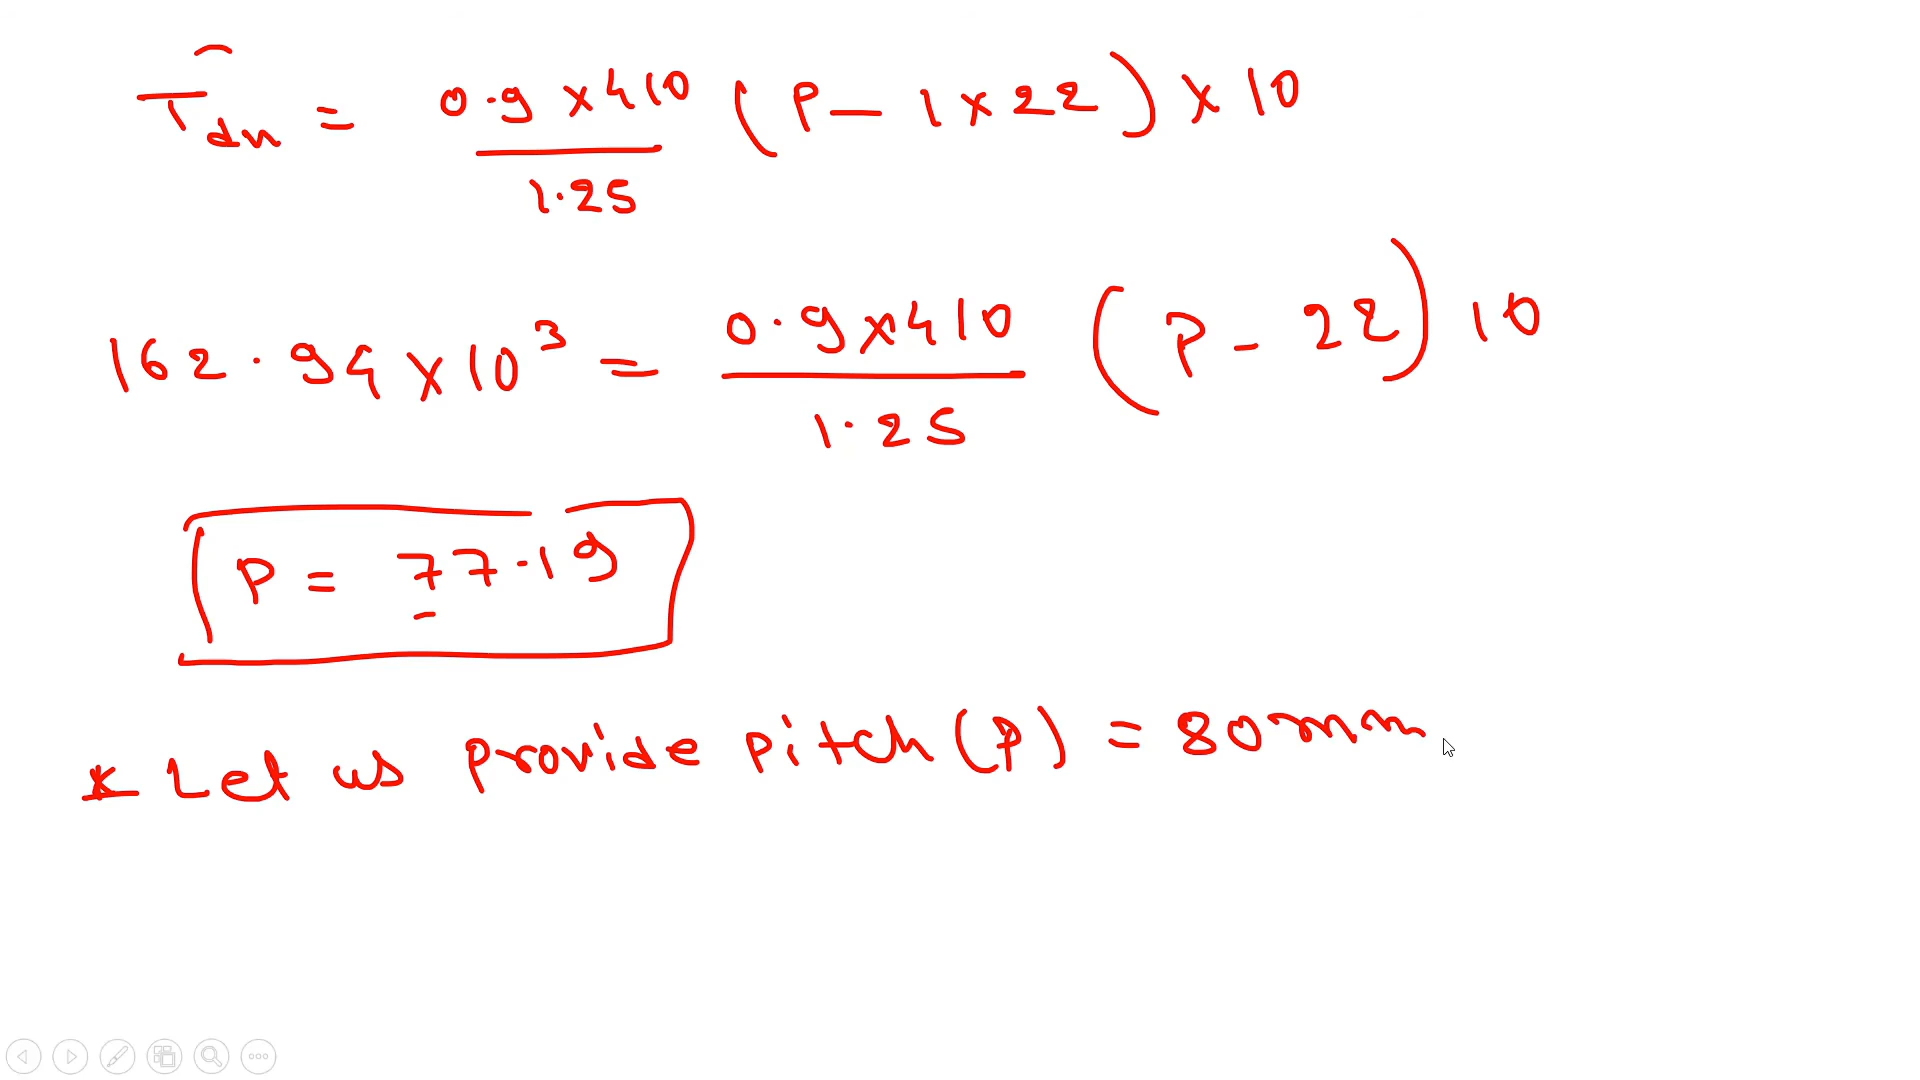 T_dn = 0.9 x 410 / 1.25 (P - 1 x 22) x 10
162.94 x 10³ = 0.9 x 410 / 1.25 (P - 22) 10
P = 77.19
* Let us provide pitch (P) = 80mm